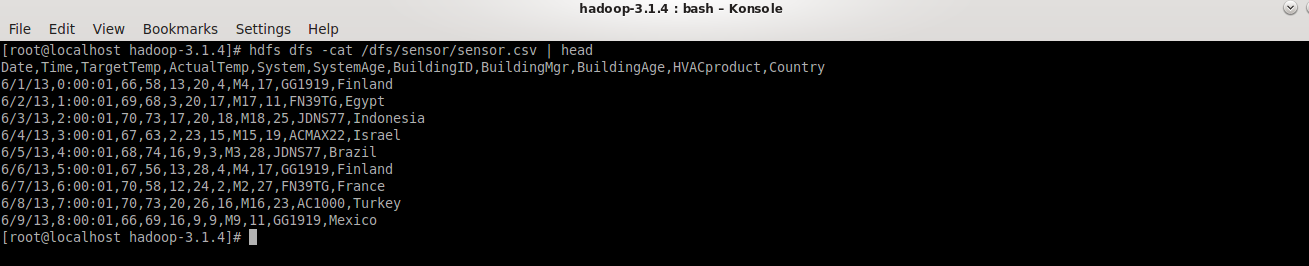 hadoop-3.1.4 : bash – Konsole
File Edit View Bookmarks Settings Help
[root@localhost hadoop-3.1.4]# hdfs dfs -cat /dfs/sensor/sensor.csv | head
Date,Time,TargetTemp,ActualTemp,System,SystemAge,BuildingID,BuildingMgr,BuildingAge,HVACproduct,Country
6/1/13,0:00:01,66,58,13,20,4,M4,17,GG1919,Finland
6/2/13,1:00:01,69,68,3,20,17,M17,11,FN39TG,Egypt
6/3/13,2:00:01,70,73,17,20,18,M18,25,JDNS77,Indonesia
6/4/13,3:00:01,67,63,2,23,15,M15,19,ACMAX22,Israel
6/5/13,4:00:01,68,74,16,9,3,M3,28,JDNS77,Brazil
6/6/13,5:00:01,67,56,13,28,4,M4,17,GG1919,Finland
6/7/13,6:00:01,70,58,12,24,2,M2,27,FN39TG,France
6/8/13,7:00:01,70,73,20,26,16,M16,23,AC1000,Turkey
6/9/13,8:00:01,66,69,16,9,9,M9,11,GG1919,Mexico
[root@localhost hadoop-3.1.4]#